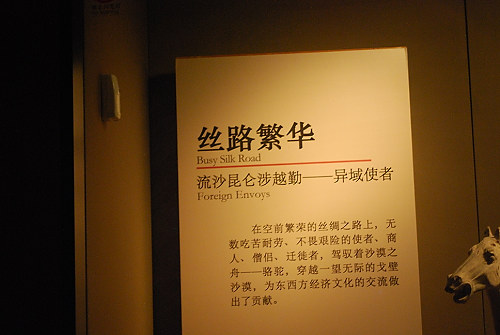 丝路繁华
Busy Silk Road
流沙昆仑涉越勤——异域使者
Foreign Envoys
在空前繁荣的丝绸之路上，无
数吃苦耐劳、不畏艰险的使者、商
人、僧侣、迁徙者，驾驭着沙漠之
舟——骆驼，穿越一望无际的戈壁
沙漠，为东西方经济文化的交流做
出了贡献。